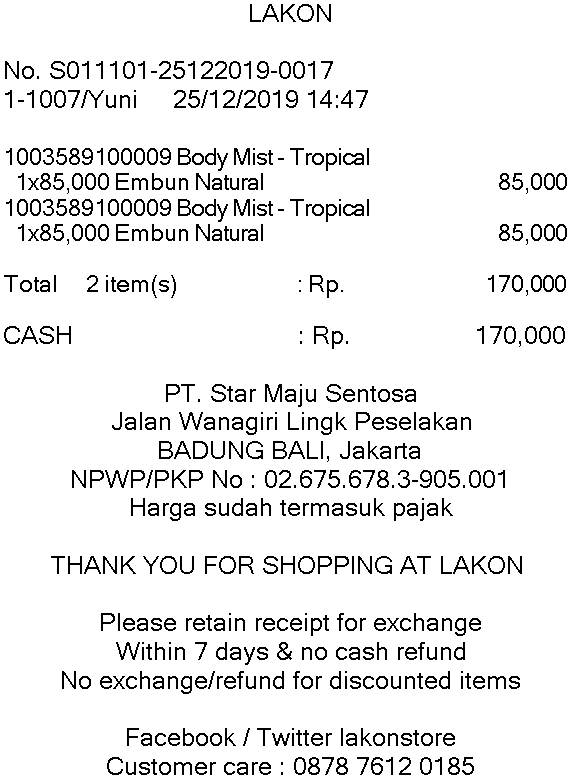 LAKON
No. S011101-25122019-0017
1-1007/Yuni 25/12/2019 14:47
1003589100009 Body Mist - Tropical
1x85,000 Embun Natural 85,000
1003589100009 Body Mist - Tropical
1x85,000 Embun Natural 85,000
Total 2 item(s) : Rp. 170,000
CASH : Rp. 170,000
PT. Star Maju Sentosa
Jalan Wanagiri Lingk Peselakan
BADUNG BALI, Jakarta
NPWP/PKP No : 02.675.678.3-905.001
Harga sudah termasuk pajak
THANK YOU FOR SHOPPING AT LAKON
Please retain receipt for exchange
Within 7 days & no cash refund
No exchange/refund for discounted items
Facebook / Twitter lakonstore
Customer care : 0878 7612 0185